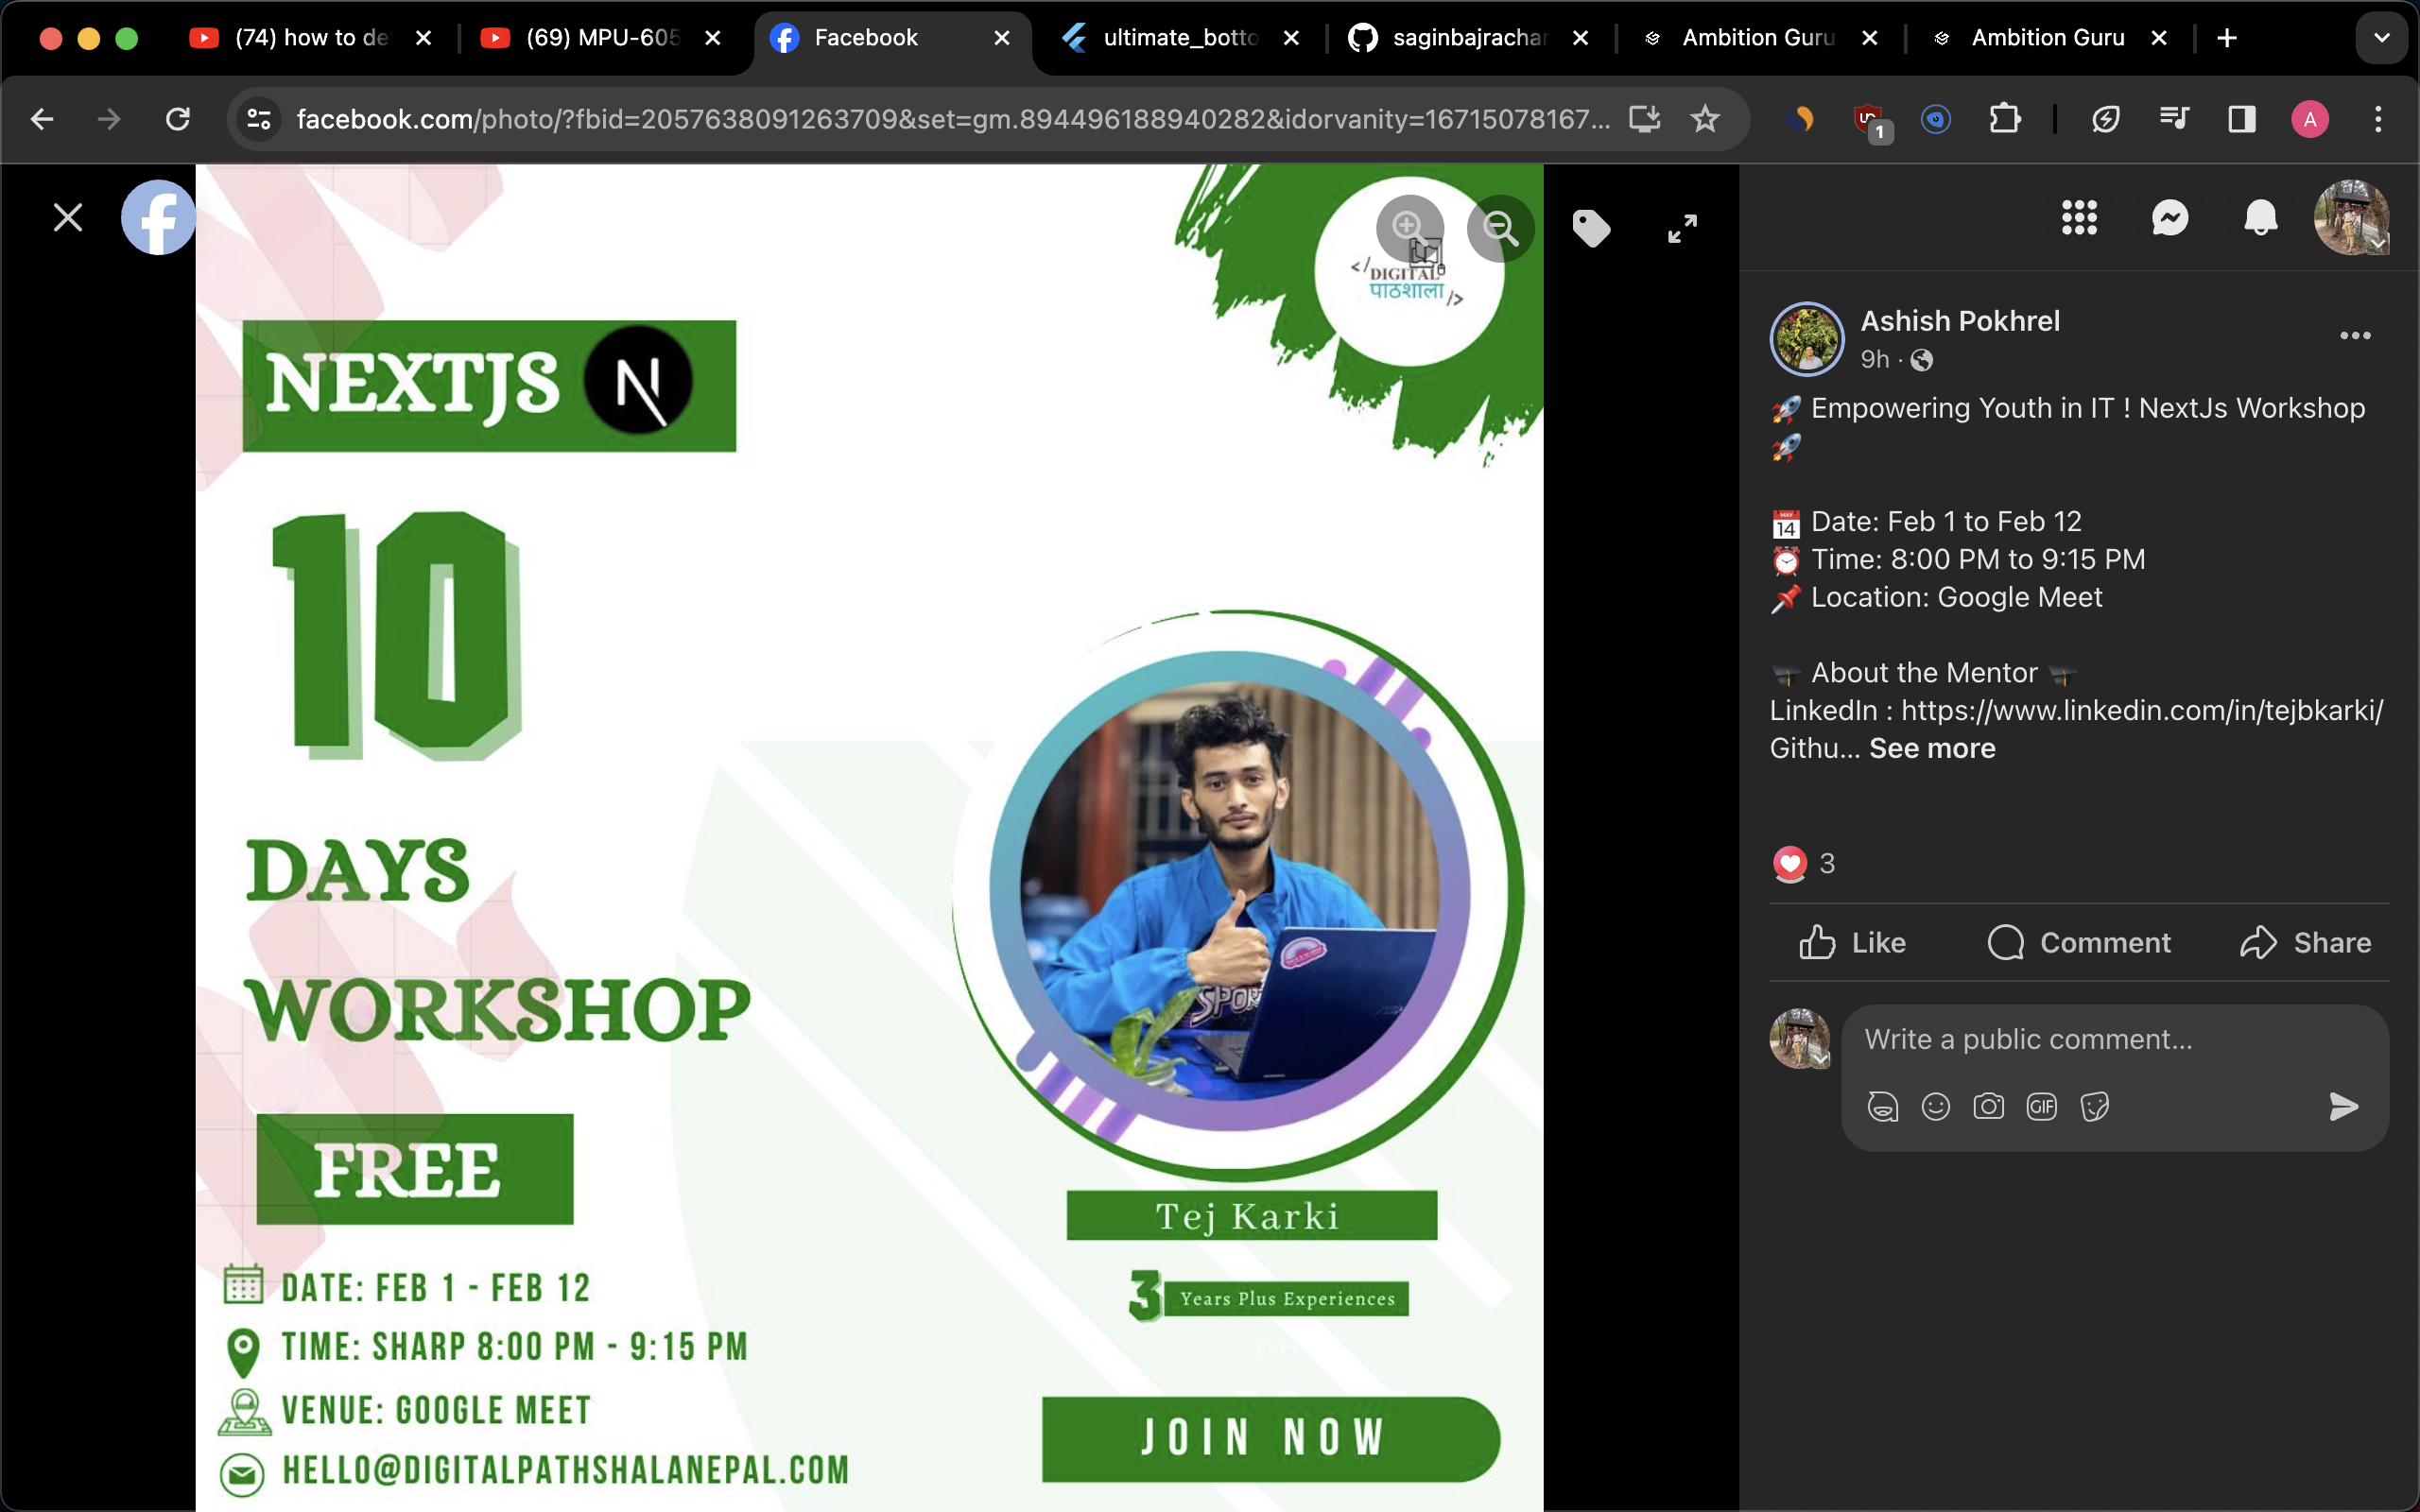 (74) how to de
(69) MPU-605
Facebook
ultimate_botto
saginbajrachar
Ambition Guru
Ambition Guru
facebook.com/photo/?fbid=2057638091263709&set=gm.894496188940282&idorvanity=16715078167...
1
A
</ DIGITAL
पाठशाला />
NEXTJS
10
DAYS
WORKSHOP
FREE
DATE: FEB 1 - FEB 12
TIME: SHARP 8:00 PM - 9:15 PM
VENUE: GOOGLE MEET
HELLO@DIGITALPATHSHALANEPAL.COM
SPOR
Tej Karki
3 Years Plus Experiences
JOIN NOW
Ashish Pokhrel
9h ·
🚀 Empowering Youth in IT ! NextJs Workshop
🚀
📅 Date: Feb 1 to Feb 12
⏰ Time: 8:00 PM to 9:15 PM
📌 Location: Google Meet
🎓 About the Mentor 🎓
LinkedIn : https://www.linkedin.com/in/tejbkarki/
Githu... See more
3
Like
Comment
Share
Write a public comment...
GIF